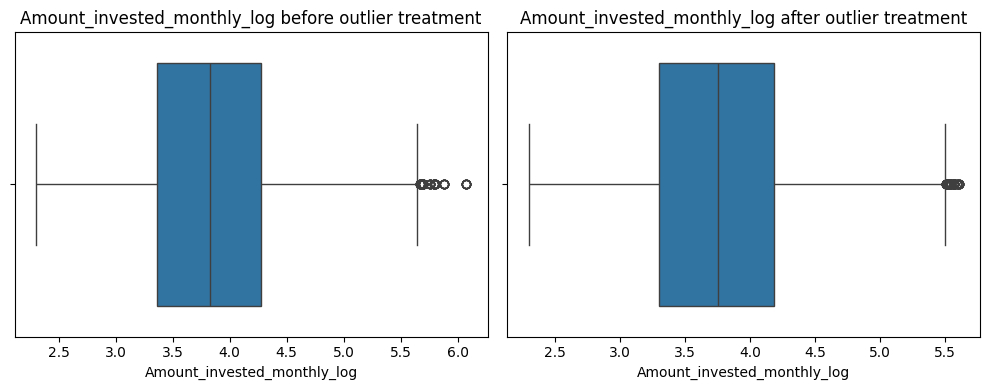 Amount_invested_monthly_log before outlier treatment
2.5 3.0 3.5 4.0 4.5 5.0 5.5 6.0
Amount_invested_monthly_log
Amount_invested_monthly_log after outlier treatment
2.5 3.0 3.5 4.0 4.5 5.0 5.5
Amount_invested_monthly_log